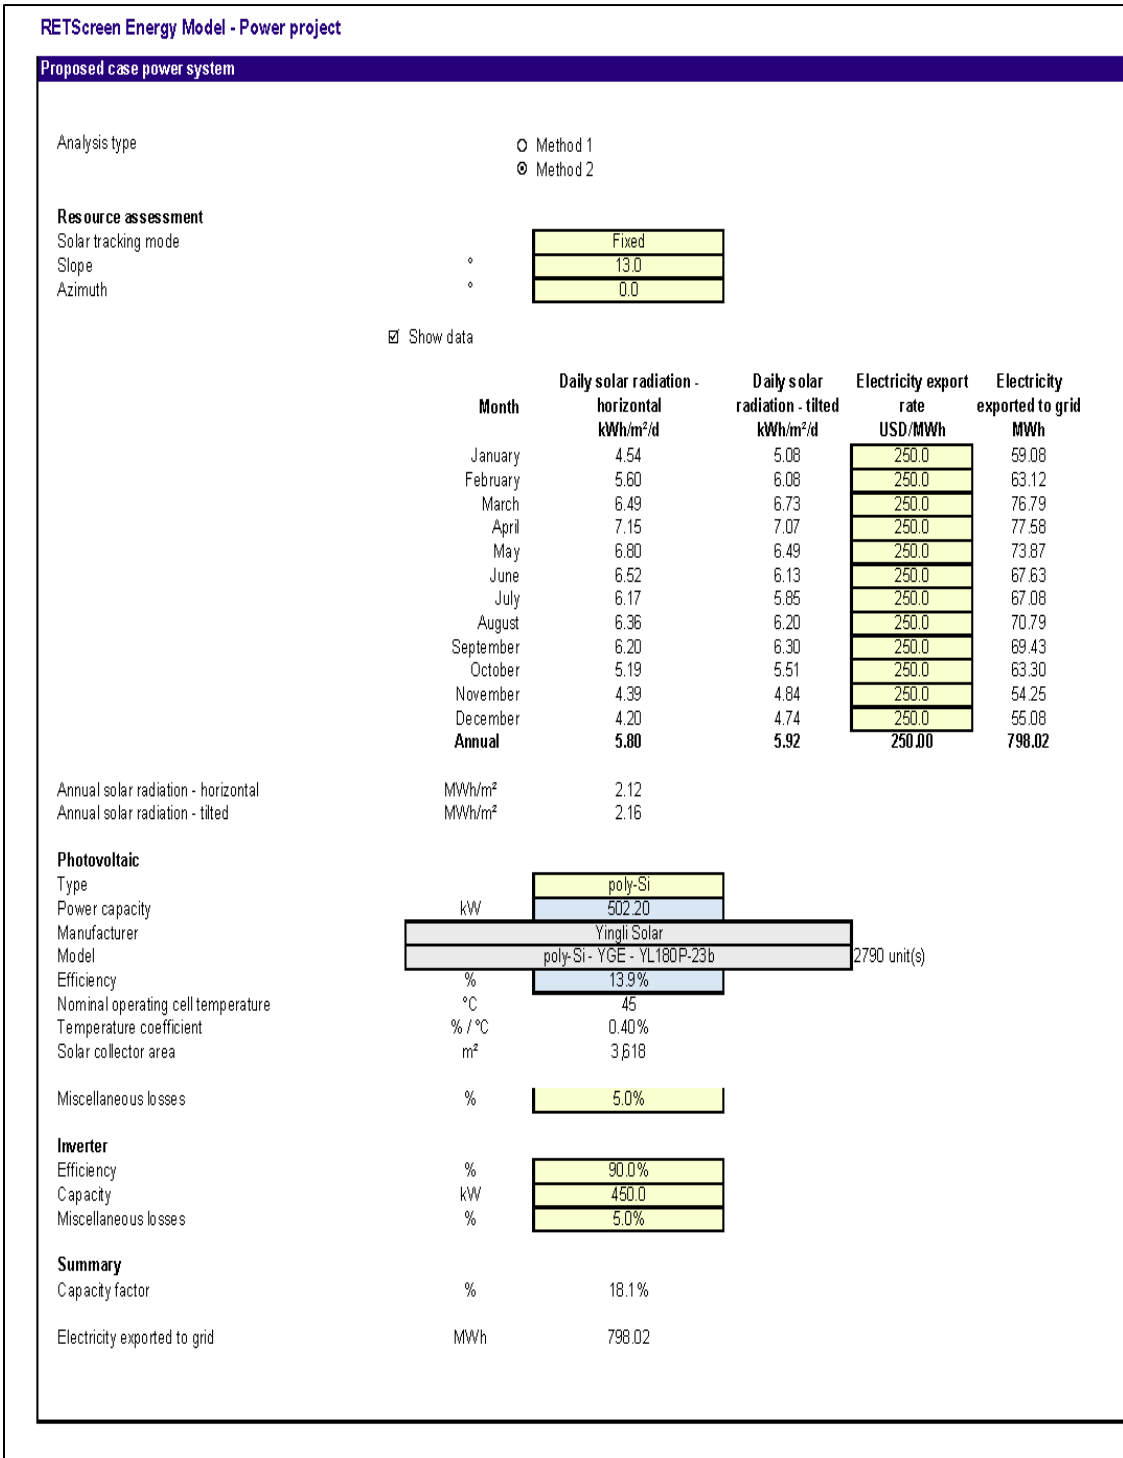 RETScreen Energy Model - Power project
Proposed case power system
Analysis type
Method 1
Method 2
Resource assessment
Solar tracking mode Fixed
Slope ° 13.0
Azimuth ° 0.0
Show data
Daily solar radiation - Daily solar Electricity export Electricity
Month horizontal radiation - tilted rate exported to grid
kWh/m²/d kWh/m²/d USD/MWh MWh
January 4.54 5.08 250.0 59.08
February 5.60 6.08 250.0 63.12
March 6.49 6.73 250.0 76.79
April 7.15 7.07 250.0 77.58
May 6.80 6.49 250.0 73.87
June 6.52 6.13 250.0 67.63
July 6.17 5.85 250.0 67.08
August 6.36 6.20 250.0 70.79
September 6.20 6.30 250.0 69.43
October 5.19 5.51 250.0 63.30
November 4.39 4.84 250.0 54.25
December 4.20 4.74 250.0 55.08
Annual 5.80 5.92 250.00 798.02
Annual solar radiation - horizontal MWh/m² 2.12
Annual solar radiation - tilted MWh/m² 2.16
Photovoltaic
Type poly-Si
Power capacity kW 502.20
Manufacturer Yingli Solar
Model poly-Si - YGE - YL180P-23b 2790 unit(s)
Efficiency % 13.9%
Nominal operating cell temperature °C 45
Temperature coefficient % / °C 0.40%
Solar collector area m² 3,618
Miscellaneous losses % 5.0%
Inverter
Efficiency % 90.0%
Capacity kW 450.0
Miscellaneous losses % 5.0%
Summary
Capacity factor % 18.1%
Electricity exported to grid MWh 798.02